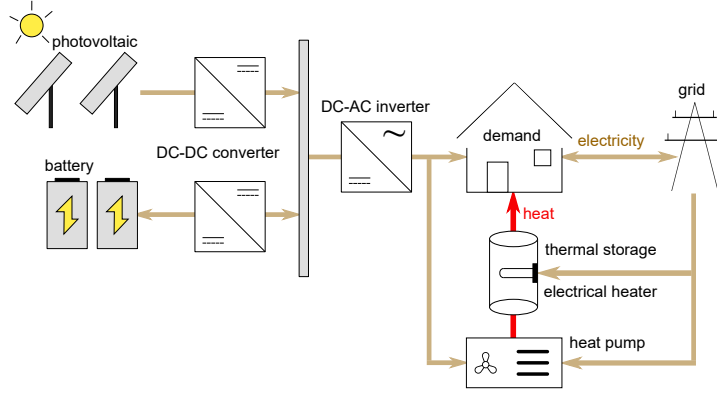 photovoltaic
grid
DC-AC inverter
demand
electricity
battery
DC-DC converter
heat
thermal storage
electrical heater
heat pump